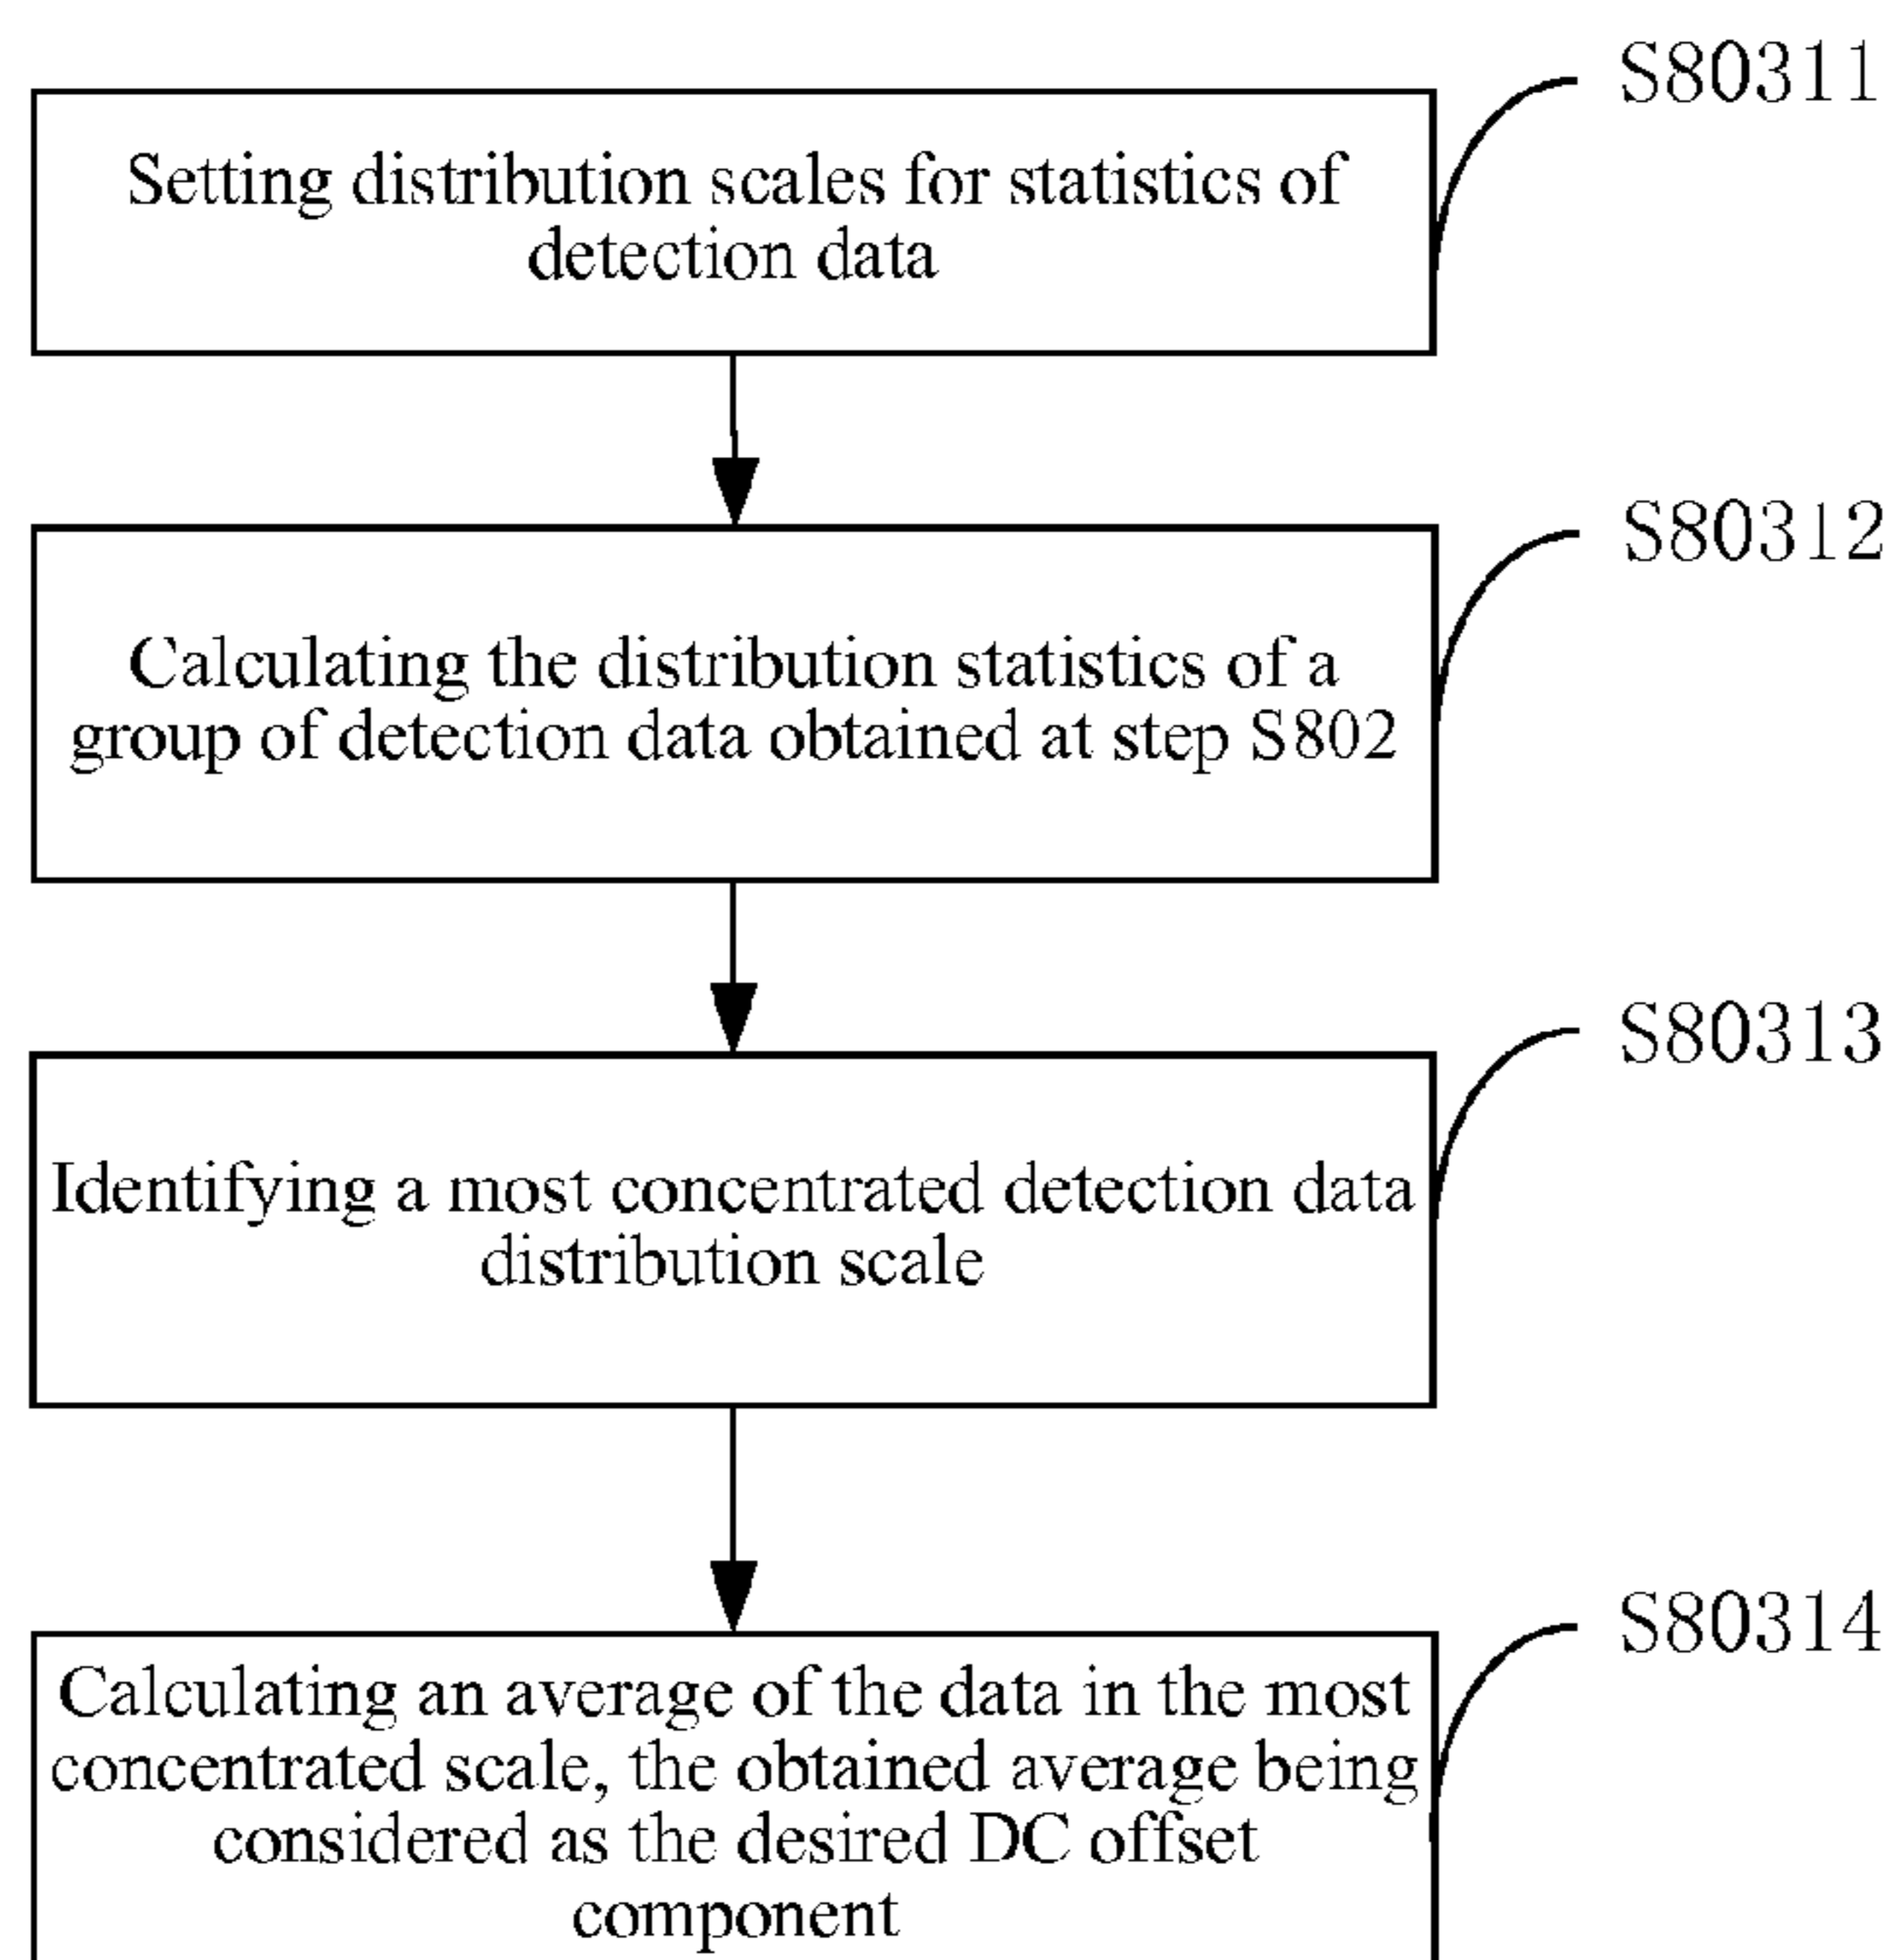 S80311
Setting distribution scales for statistics of
detection data
S80312
Calculating the distribution statistics of a
group of detection data obtained at step S802
S80313
Identifying a most concentrated detection data
distribution scale
S80314
Calculating an average of the data in the most
concentrated scale, the obtained average being
considered as the desired DC offset
component